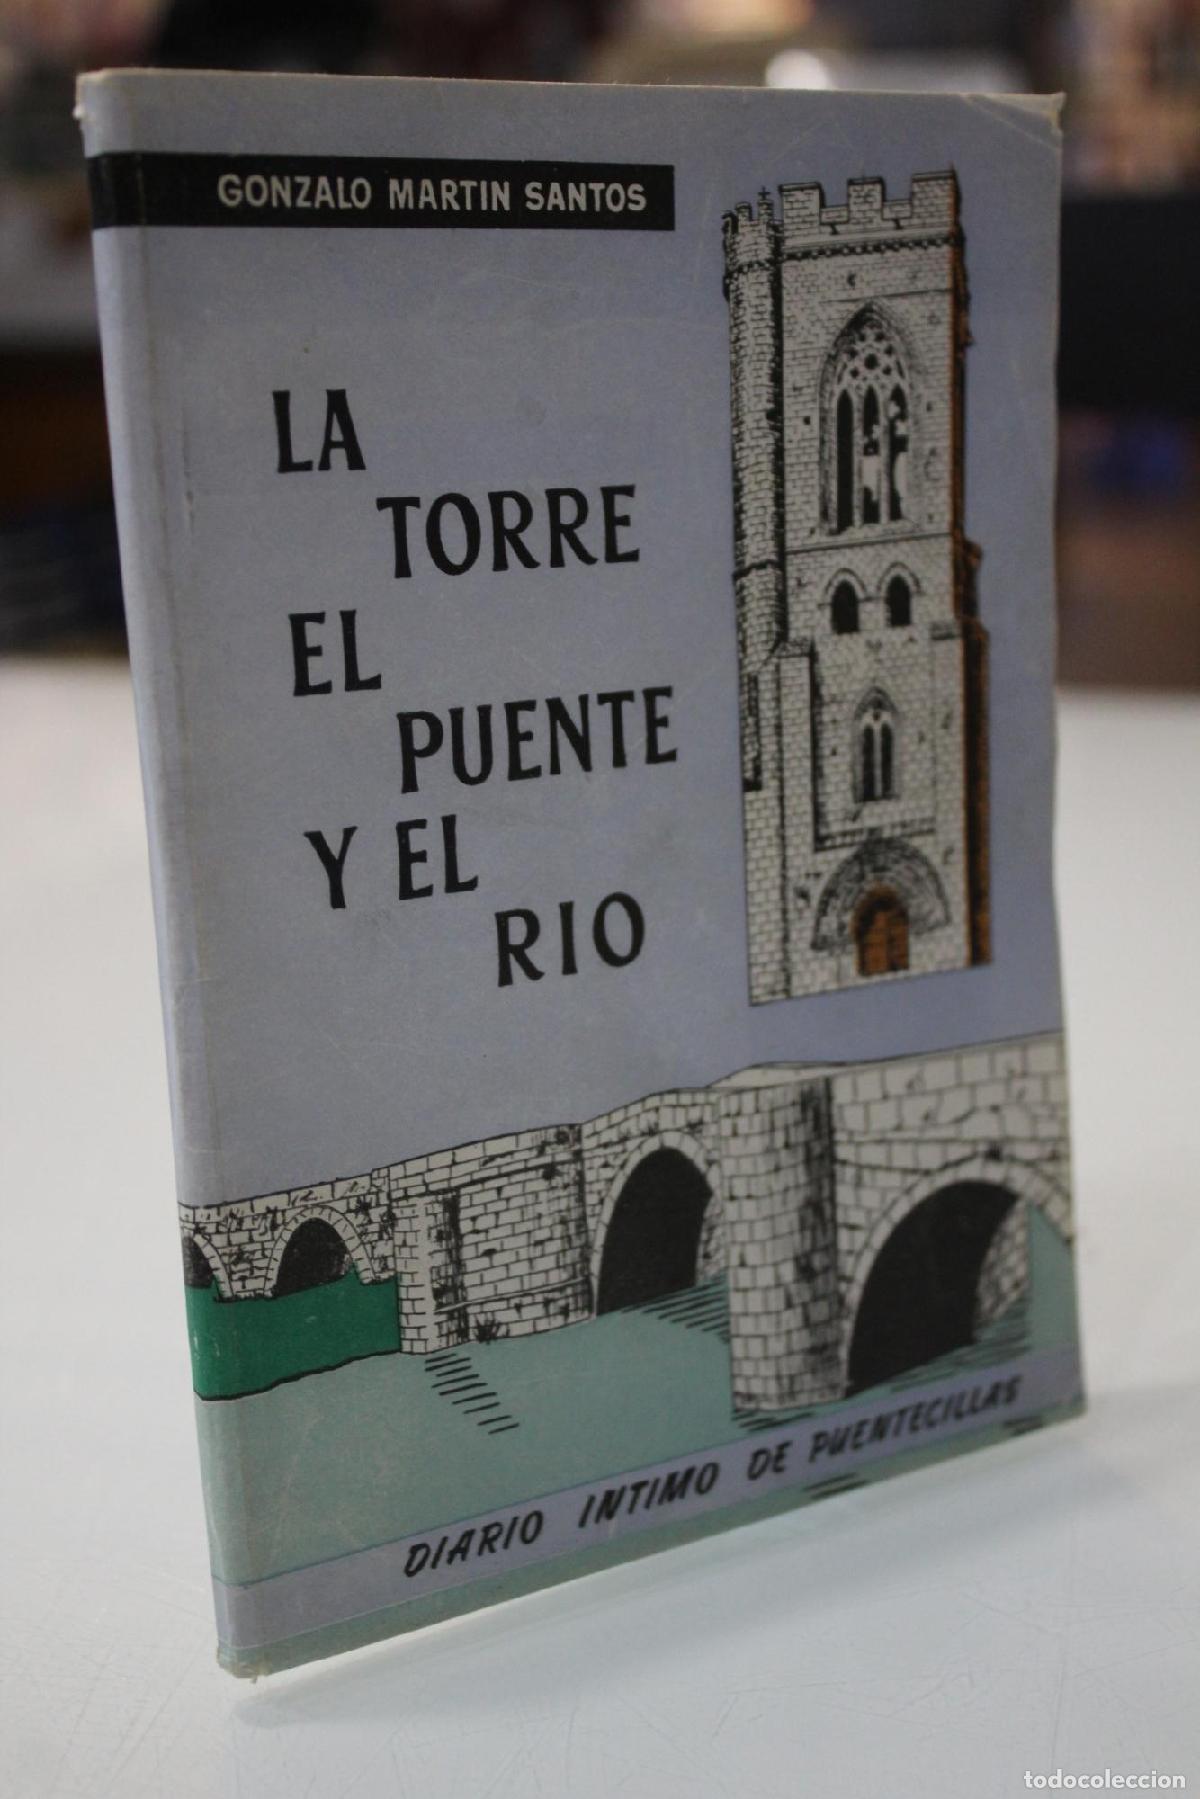 GONZALO MARTIN SANTOS
LA
TORRE
EL
PUENTE
Y EL
RIO
DIARIO INTIMO DE PUENTECILLAS
todocoleccion